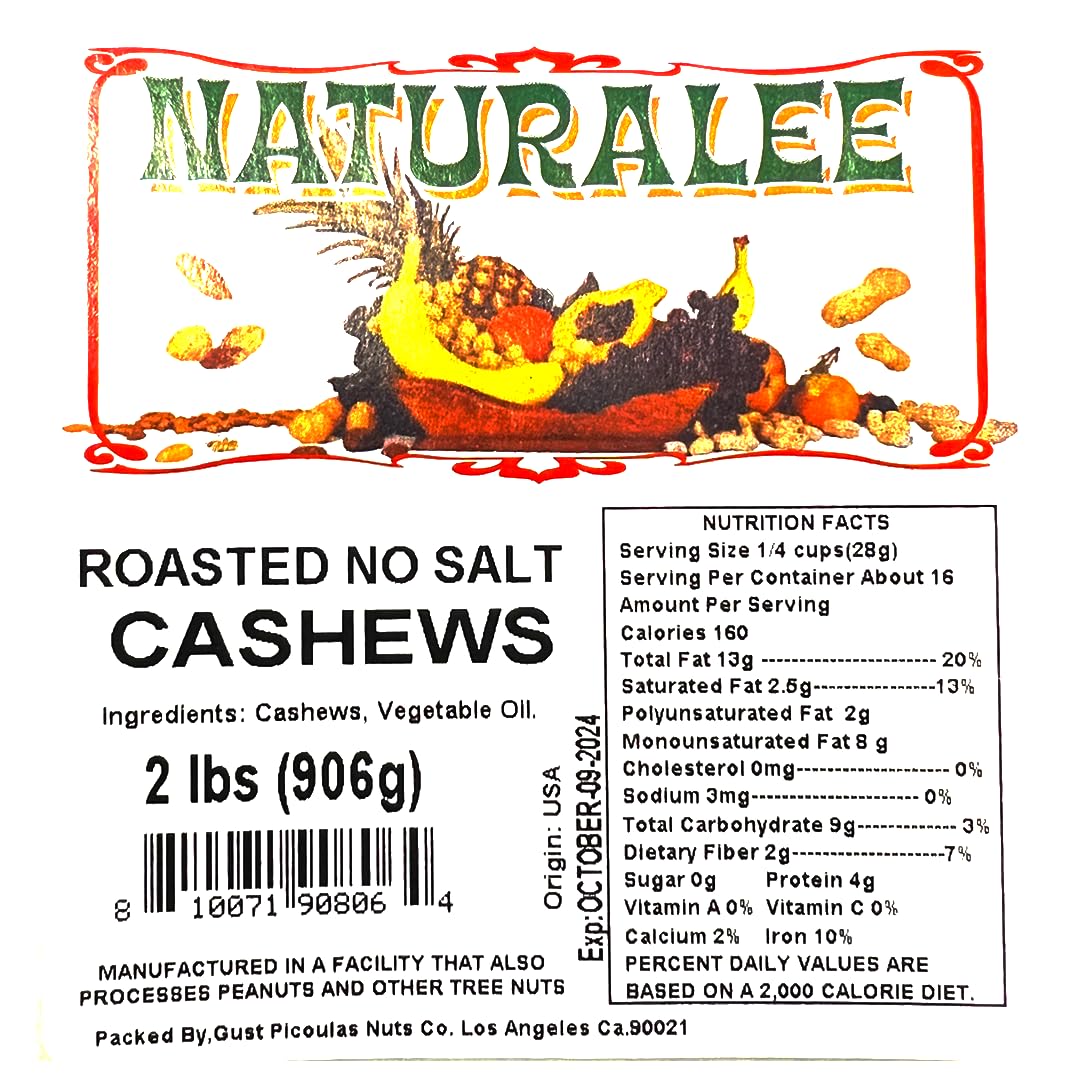 NATURALEE
ROASTED NO SALT
CASHEWS
Ingredients: Cashews, Vegetable Oil.
2 lbs (906g)
8 10071 90806 4
MANUFACTURED IN A FACILITY THAT ALSO
PROCESSES PEANUTS AND OTHER TREE NUTS
Packed By,Gust Picoulas Nuts Co. Los Angeles Ca.90021
Origin: USA
Exp:OCTOBER-09-2024
NUTRITION FACTS
Serving Size 1/4 cups(28g)
Serving Per Container About 16
Amount Per Serving
Calories 160
Total Fat 13g ------------------- 20%
Saturated Fat 2.5g-----------------13%
Polyunsaturated Fat 2g
Monounsaturated Fat 8 g
Cholesterol 0mg--------------------- 0%
Sodium 3mg----------------------- 0%
Total Carbohydrate 9g------------- 3%
Dietary Fiber 2g---------------------7%
Sugar 0g Protein 4g
Vitamin A 0% Vitamin C 0%
Calcium 2% Iron 10%
PERCENT DAILY VALUES ARE
BASED ON A 2,000 CALORIE DIET.